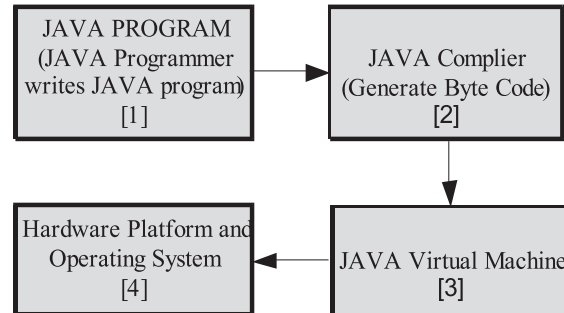 JAVA PROGRAM
(JAVA Programmer
writes JAVA program)
[1]
JAVA Complier
(Generate Byte Code)
[2]
Hardware Platform and
Operating System
[4]
JAVA Virtual Machine
[3]